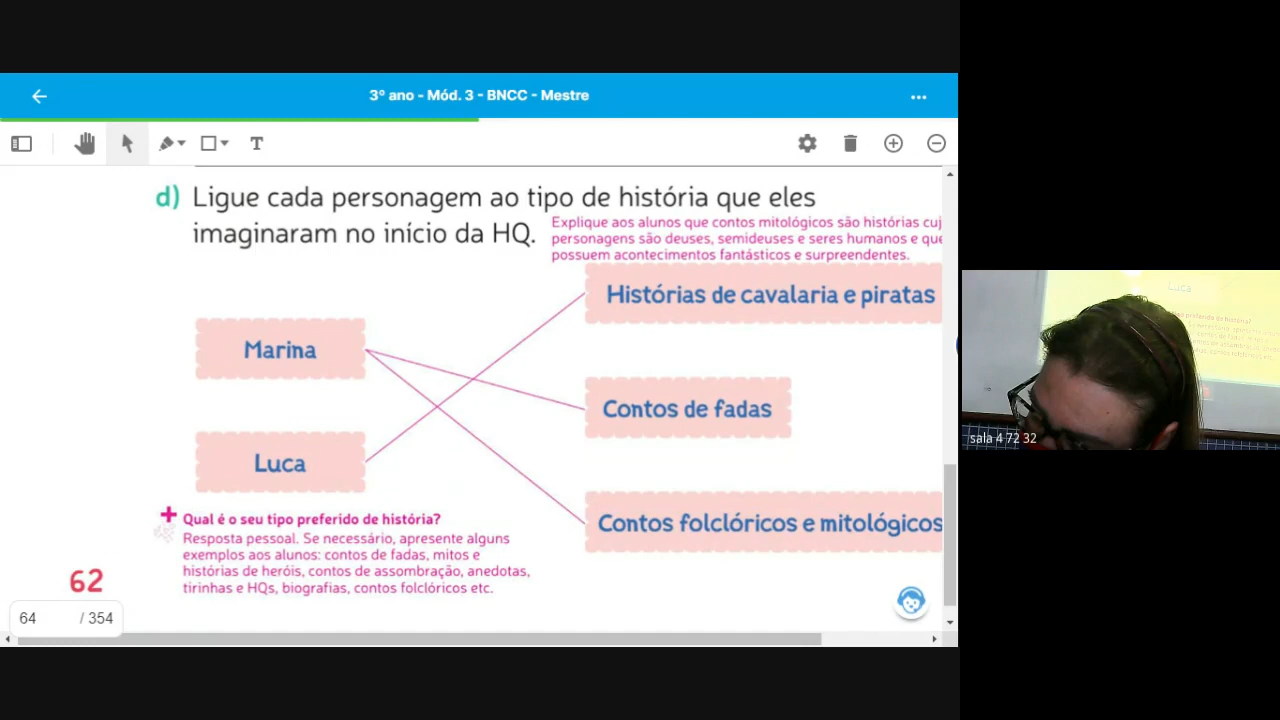 3º ano - Mód. 3 - BNCC - Mestre
T
d) Ligue cada personagem ao tipo de história que eles
imaginaram no início da HQ.
Explique aos alunos que contos mitológicos são histórias cuj
personagens são deuses, semideuses e seres humanos e que
possuem acontecimentos fantásticos e surpreendentes.
Histórias de cavalaria e piratas
Marina
Contos de fadas
Luca
Contos folclóricos e mitológicos
+ Qual é o seu tipo preferido de história?
Resposta pessoal. Se necessário, apresente alguns
exemplos aos alunos: contos de fadas, mitos e
histórias de heróis, contos de assombração, anedotas,
tirinhas e HQs, biografias, contos folclóricos etc.
62
64 / 354
Luca
sala 4 72 32